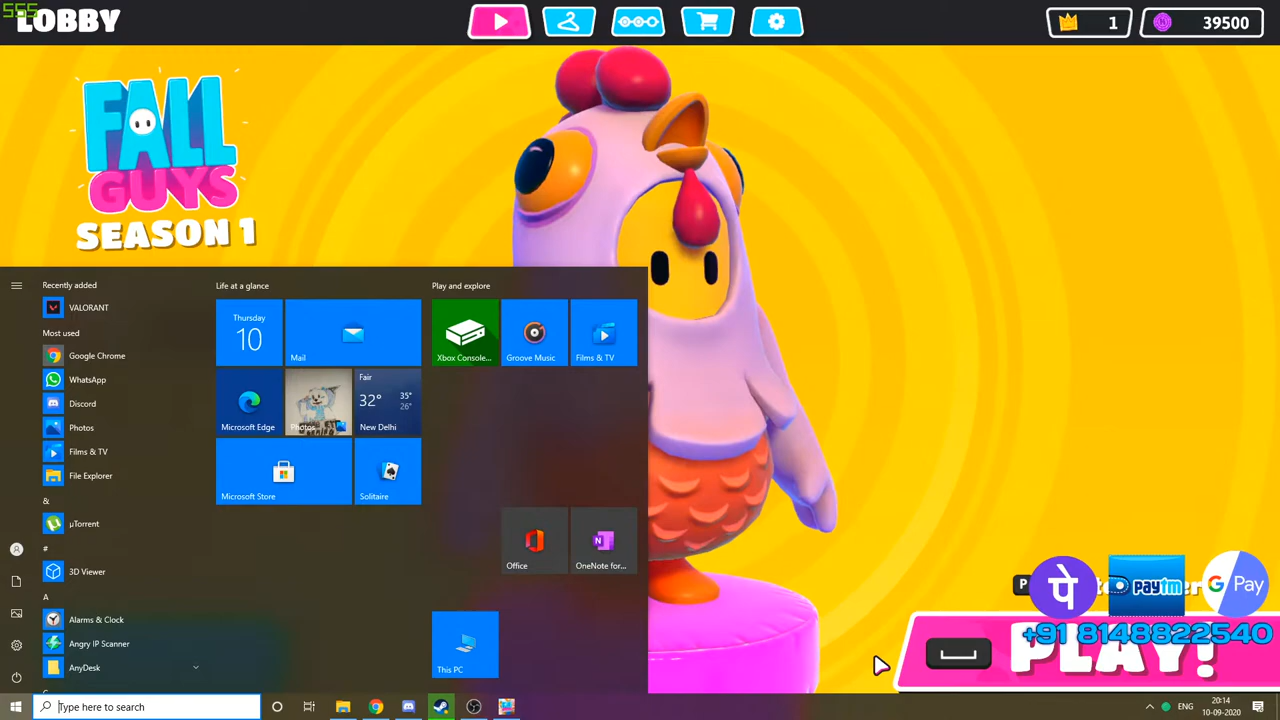 555
LOBBY
1
39500
FALL
GUYS
SEASON 1
Recently added
VALORANT
Most used
Google Chrome
WhatsApp
Discord
Photos
Films & TV
File Explorer
&
µTorrent
#
3D Viewer
A
Alarms & Clock
Angry IP Scanner
AnyDesk
Life at a glance
Thursday
10
Mail
Microsoft Edge
Photos
Fair
32°
35°
26°
New Delhi
Microsoft Store
Solitaire
Play and explore
Xbox Console...
Groove Music
Films & TV
Office
OneNote for...
This PC
P
पे
paytm
G Pay
+91 8148822540
PLAY!
Type here to search
ENG
20:14
10-09-2020